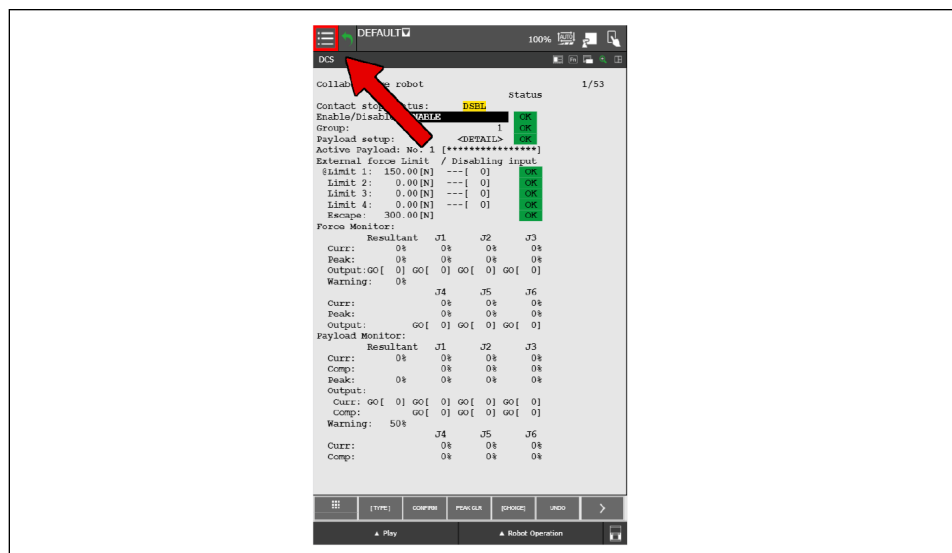 DEFAULT
100% AUTO
DCS
Fn
Collab e robot 1/53
Status
Contact stop tus: DSBL
Enable/Disabl NABLE OK
Group: 1 OK
Payload setup: <DETAIL> OK
Active Payload: No. 1 [****************]
External force Limit / Disabling input
@Limit 1: 150.00[N] ---[ 0] OK
Limit 2: 0.00[N] ---[ 0] OK
Limit 3: 0.00[N] ---[ 0] OK
Limit 4: 0.00[N] ---[ 0] OK
Escape: 300.00[N] OK
Force Monitor:
Resultant J1 J2 J3
Curr: 0% 0% 0% 0%
Peak: 0% 0% 0% 0%
Output:GO[ 0] GO[ 0] GO[ 0] GO[ 0]
Warning: 0%
J4 J5 J6
Curr: 0% 0% 0%
Peak: 0% 0% 0%
Output: GO[ 0] GO[ 0] GO[ 0]
Payload Monitor:
Resultant J1 J2 J3
Curr: 0% 0% 0% 0%
Comp: 0% 0% 0%
Peak: 0% 0% 0% 0%
Output:
Curr: GO[ 0] GO[ 0] GO[ 0] GO[ 0]
Comp: GO[ 0] GO[ 0] GO[ 0]
Warning: 50%
J4 J5 J6
Curr: 0% 0% 0%
Comp: 0% 0% 0%
[TYPE] CONFIRM PEAK CLR [CHOICE] UNDO >
▲ Play ▲ Robot Operation